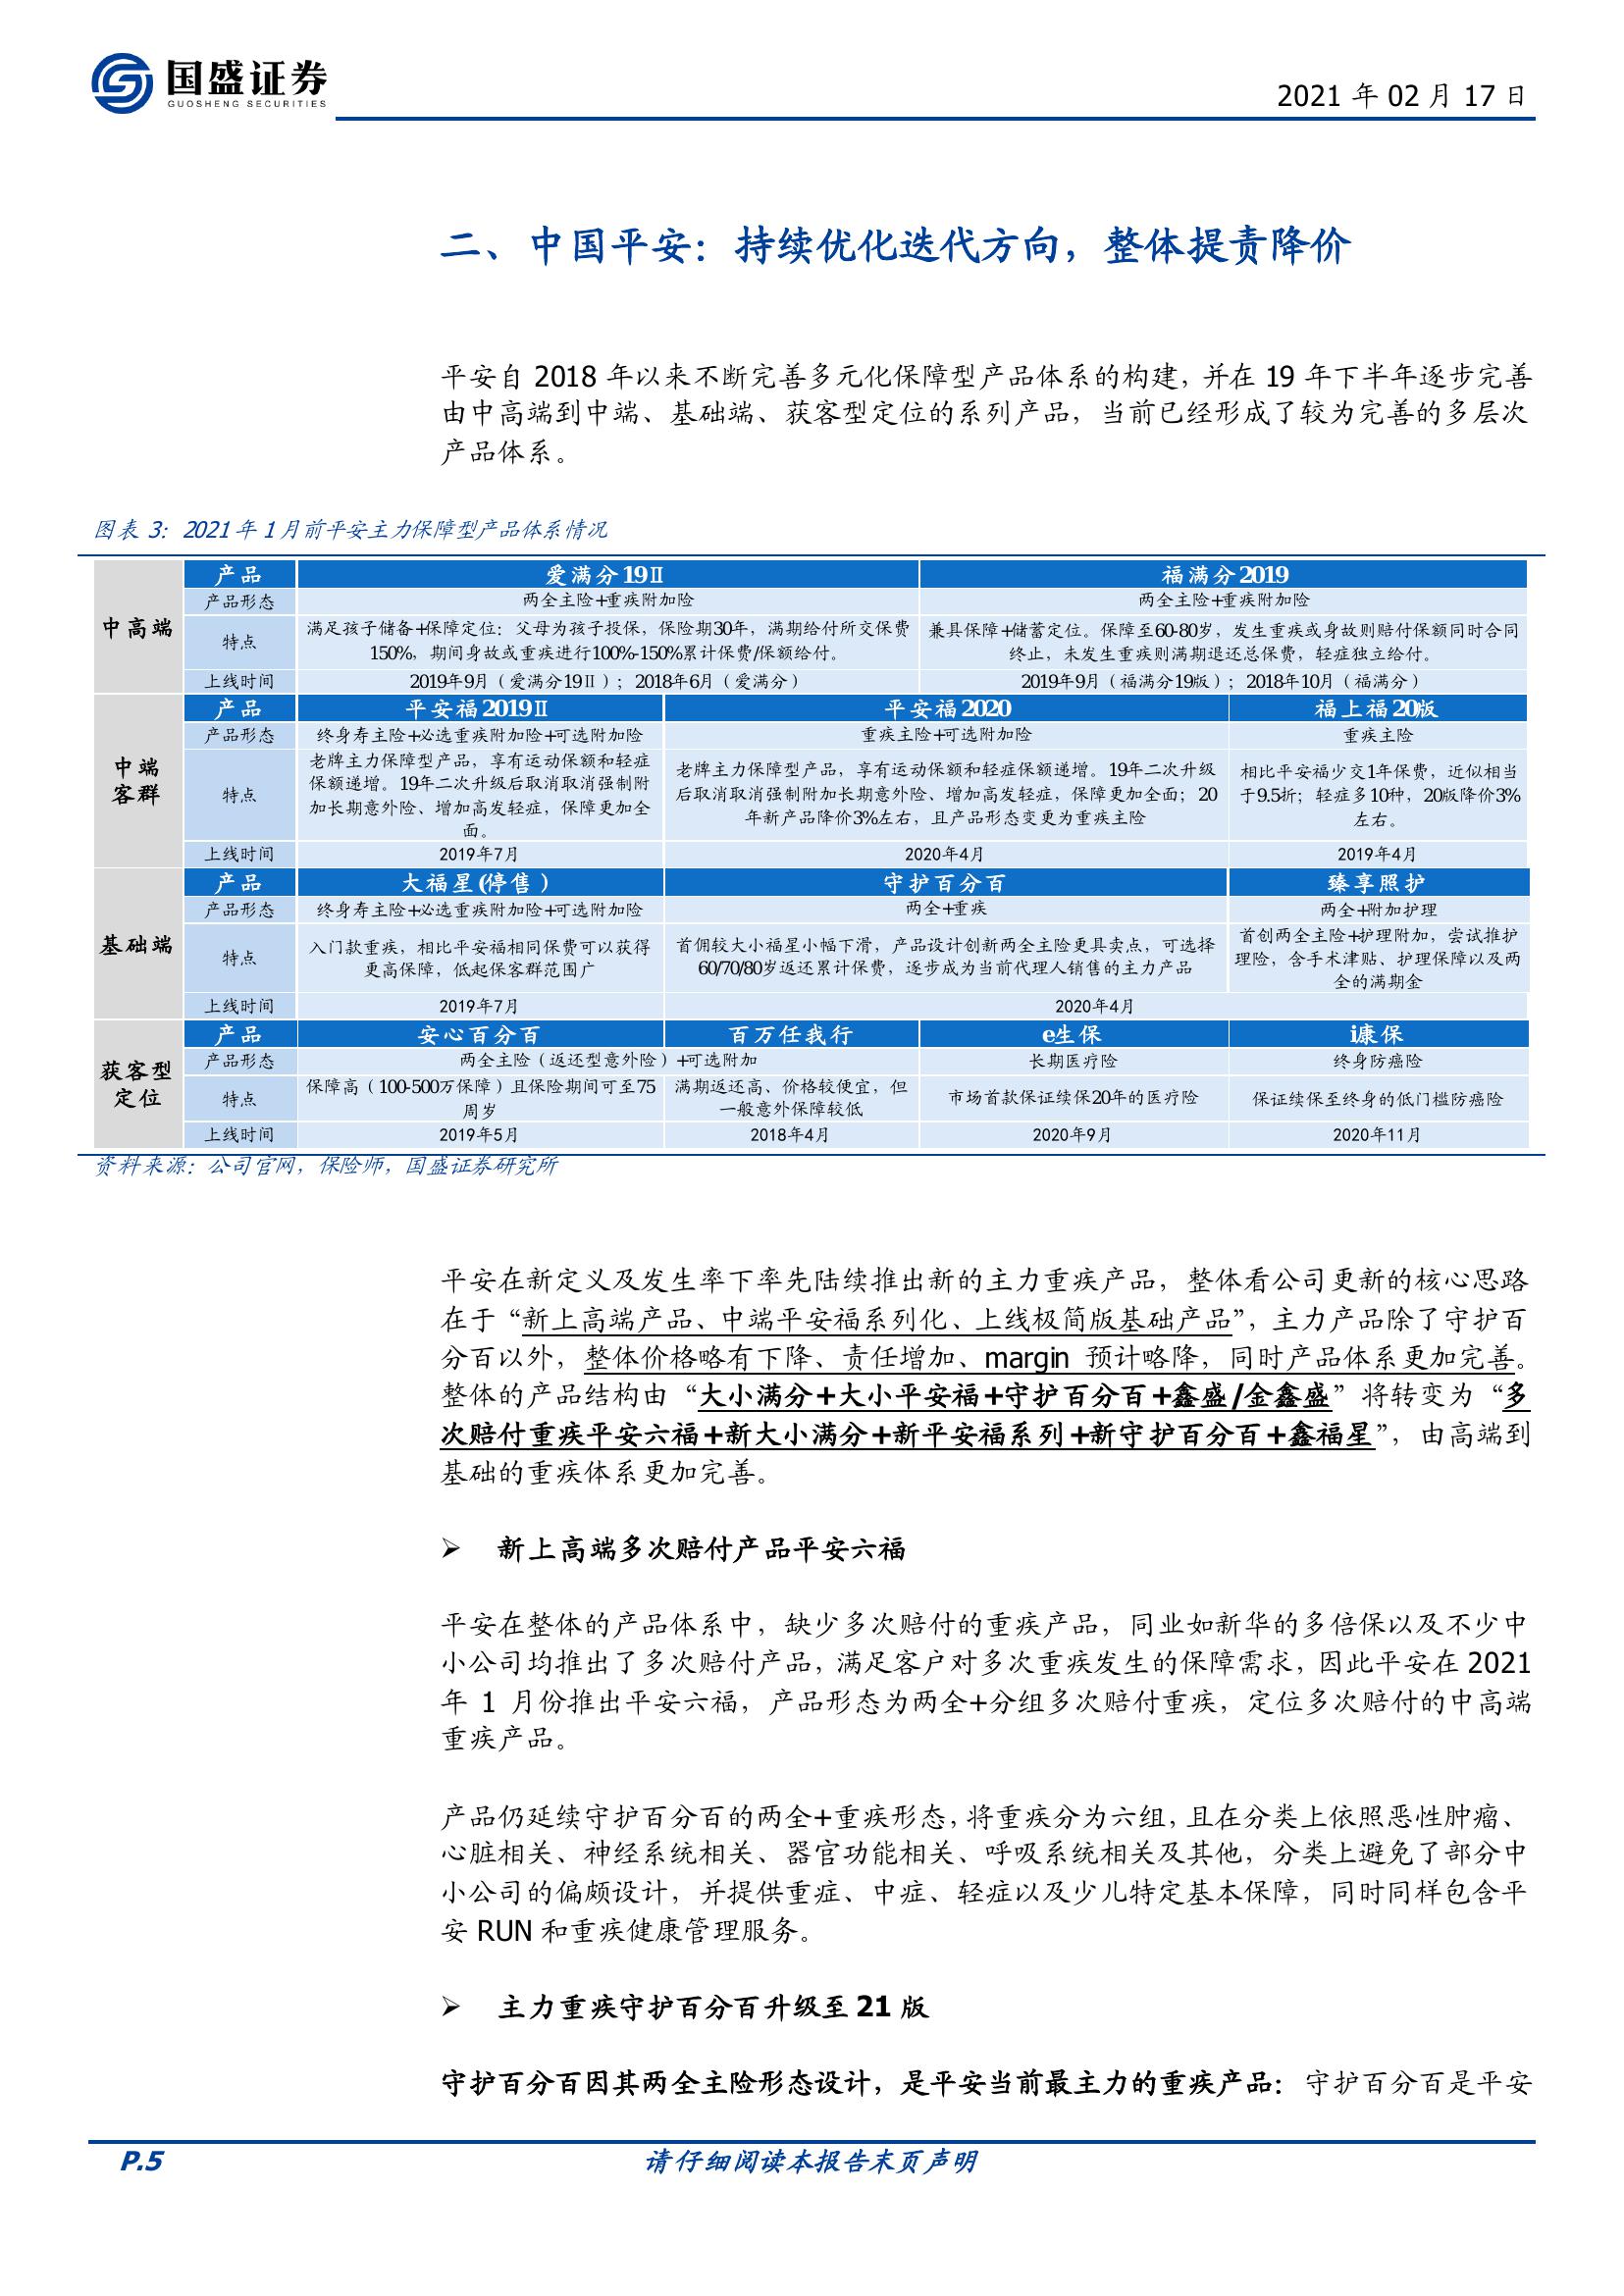 国盛证券
GUOSHENG SECURITIES
2021 年 02 月 17 日
二、中国平安：持续优化迭代方向，整体提责降价
平安自 2018 年以来不断完善多元化保障型产品体系的构建，并在 19 年下半年逐步完善
由中高端到中端、基础端、获客型定位的系列产品，当前已经形成了较为完善的多层次
产品体系。
图表 3：2021 年 1 月前平安主力保障型产品体系情况
中高端
产品 爱满分19Ⅱ 福满分2019
产品形态 两全主险+重疾附加险 两全主险+重疾附加险
特点
满足孩子储备+保障定位：父母为孩子投保，保险期30年，满期给付所交保费
150%，期间身故或重疾进行100%-150%累计保费/保额给付。
兼具保障+储蓄定位。保障至60-80岁，发生重疾或身故则赔付保额同时合同
终止，未发生重疾则满期退还总保费，轻症独立给付。
上线时间 2019年9月（爱满分19Ⅱ）；2018年6月（爱满分） 2019年9月（福满分19版）；2018年10月（福满分）
中端
客群
产品 平安福2019Ⅱ 平安福2020 福上福20版
产品形态 终身寿主险+必选重疾附加险+可选附加险 重疾主险+可选附加险 重疾主险
特点
老牌主力保障型产品，享有运动保额和轻症
保额递增。19年二次升级后取消取消强制附
加长期意外险、增加高发轻症，保障更加全
面。
老牌主力保障型产品，享有运动保额和轻症保额递增。19年二次升级
后取消取消强制附加长期意外险、增加高发轻症，保障更加全面；20
年新产品降价3%左右，且产品形态变更为重疾主险
相比平安福少交1年保费，近似相当
于9.5折；轻症多10种，20版降价3%
左右。
上线时间 2019年7月 2020年4月 2019年4月
基础端
产品 大福星(停售） 守护百分百 臻享照护
产品形态 终身寿主险+必选重疾附加险+可选附加险 两全+重疾 两全+附加护理
特点
入门款重疾，相比平安福相同保费可以获得
更高保障，低起保客群范围广
首佣较大小福星小幅下滑，产品设计创新两全主险更具卖点，可选择
60/70/80岁返还累计保费，逐步成为当前代理人销售的主力产品
首创两全主险+护理附加，尝试推护
理险，含手术津贴、护理保障以及两
全的满期金
上线时间 2019年7月 2020年4月
获客型
定位
产品 安心百分百 百万任我行 e生保 i康保
产品形态 两全主险（返还型意外险）+可选附加 长期医疗险 终身防癌险
特点
保障高（100-500万保障）且保险期间可至75
周岁
满期返还高、价格较便宜，但
一般意外保障较低
市场首款保证续保20年的医疗险
保证续保至终身的低门槛防癌险
上线时间 2019年5月 2018年4月 2020年9月 2020年11月
资料来源：公司官网，保险师，国盛证券研究所
平安在新定义及发生率下率先陆续推出新的主力重疾产品，整体看公司更新的核心思路
在于“新上高端产品、中端平安福系列化、上线极简版基础产品”，主力产品除了守护百
分百以外，整体价格略有下降、责任增加、margin 预计略降，同时产品体系更加完善。
整体的产品结构由“大小满分+大小平安福+守护百分百+鑫盛/金鑫盛”将转变为“多
次赔付重疾平安六福+新大小满分+新平安福系列+新守护百分百+鑫福星”，由高端到
基础的重疾体系更加完善。
➢ 新上高端多次赔付产品平安六福
平安在整体的产品体系中，缺少多次赔付的重疾产品，同业如新华的多倍保以及不少中
小公司均推出了多次赔付产品，满足客户对多次重疾发生的保障需求，因此平安在 2021
年 1 月份推出平安六福，产品形态为两全+分组多次赔付重疾，定位多次赔付的中高端
重疾产品。
产品仍延续守护百分百的两全+重疾形态，将重疾分为六组，且在分类上依照恶性肿瘤、
心脏相关、神经系统相关、器官功能相关、呼吸系统相关及其他，分类上避免了部分中
小公司的偏颇设计，并提供重症、中症、轻症以及少儿特定基本保障，同时同样包含平
安 RUN 和重疾健康管理服务。
➢ 主力重疾守护百分百升级至 21 版
守护百分百因其两全主险形态设计，是平安当前最主力的重疾产品：守护百分百是平安
P.5
请仔细阅读本报告末页声明